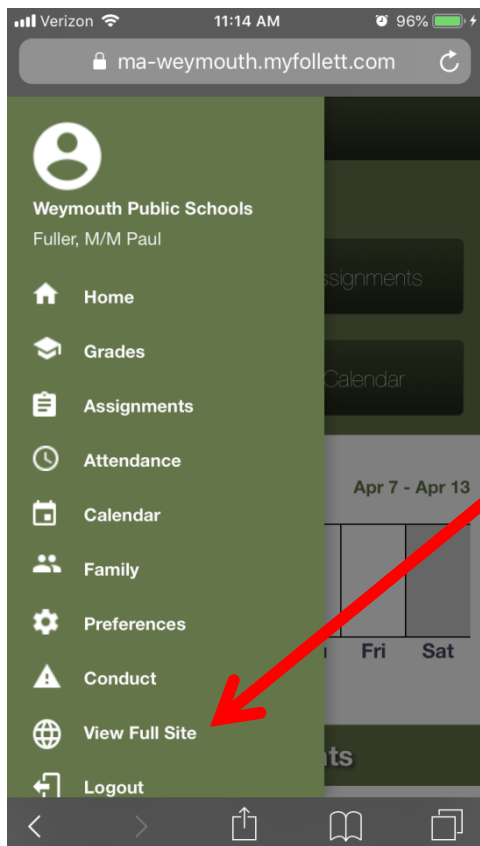 Verizon 11:14 AM 96%
ma-weymouth.myfollett.com
Weymouth Public Schools
Fuller, M/M Paul
Home
Grades
Assignments
Attendance
Calendar
Family
Preferences
Conduct
View Full Site
Logout
ssignments
Calendar
Apr 7 - Apr 13
Fri Sat
nts